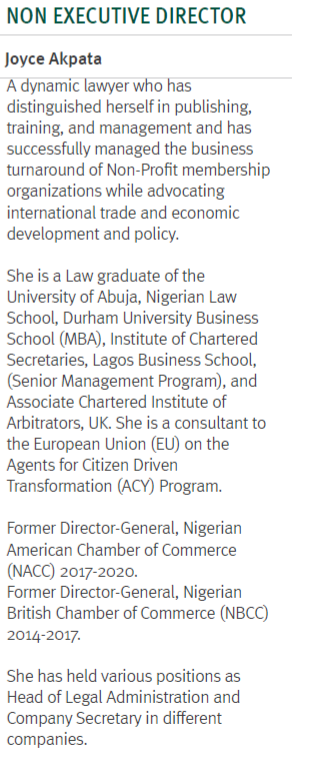 NON EXECUTIVE DIRECTOR
Joyce Akpata
A dynamic lawyer who has
distinguished herself in publishing,
training, and management and has
successfully managed the business
turnaround of Non-Profit membership
organizations while advocating
international trade and economic
development and policy.
She is a Law graduate of the
University of Abuja, Nigerian Law
School, Durham University Business
School (MBA), Institute of Chartered
Secretaries, Lagos Business School,
(Senior Management Program), and
Associate Chartered Institute of
Arbitrators, UK. She is a consultant to
the European Union (EU) on the
Agents for Citizen Driven
Transformation (ACY) Program.
Former Director-General, Nigerian
American Chamber of Commerce
(NACC) 2017-2020.
Former Director-General, Nigerian
British Chamber of Commerce (NBCC)
2014-2017.
She has held various positions as
Head of Legal Administration and
Company Secretary in different
companies.